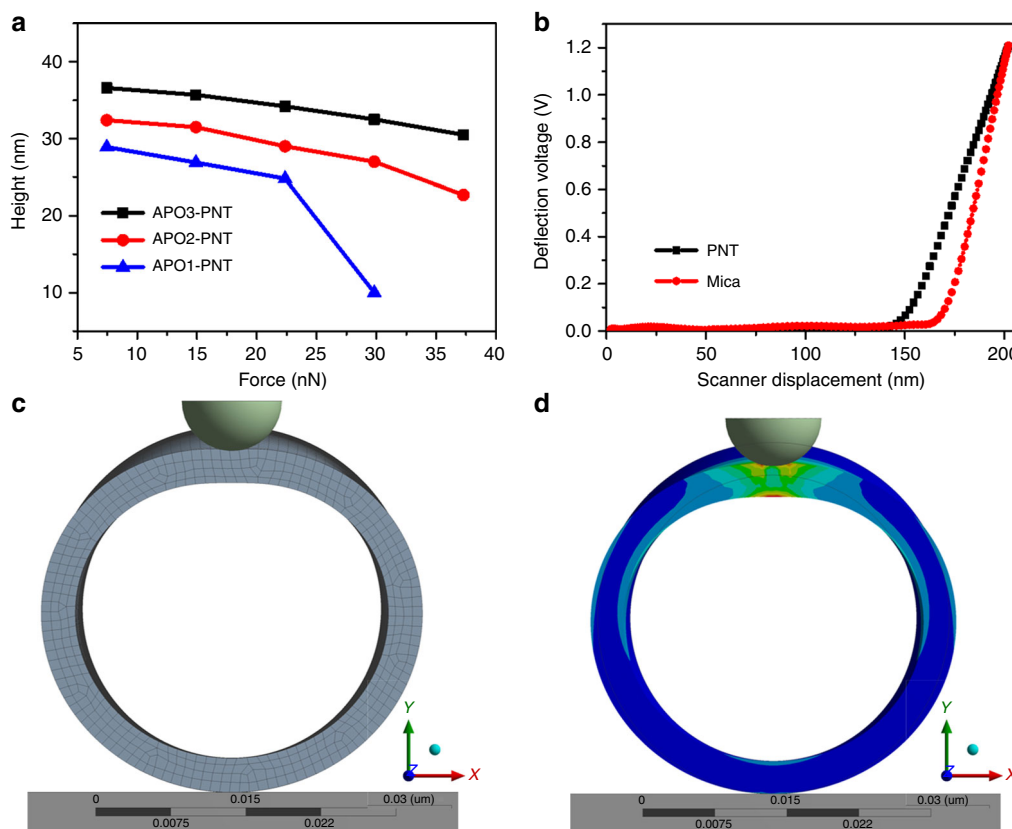 a
40
30
20
10
Height (nm)
APO3-PNT
APO2-PNT
APO1-PNT
5
10
15
20
25
30
35
40
Force (nN)
b
1.2
1.0
0.8
0.6
0.4
0.2
0.0
Deflection voltage (V)
PNT
Mica
0
50
100
150
200
Scanner displacement (nm)
c
Y
Z
X
0
0.015
0.03 (um)
0.0075
0.022
d
Y
Z
X
0
0.015
0.03 (um)
0.0075
0.022